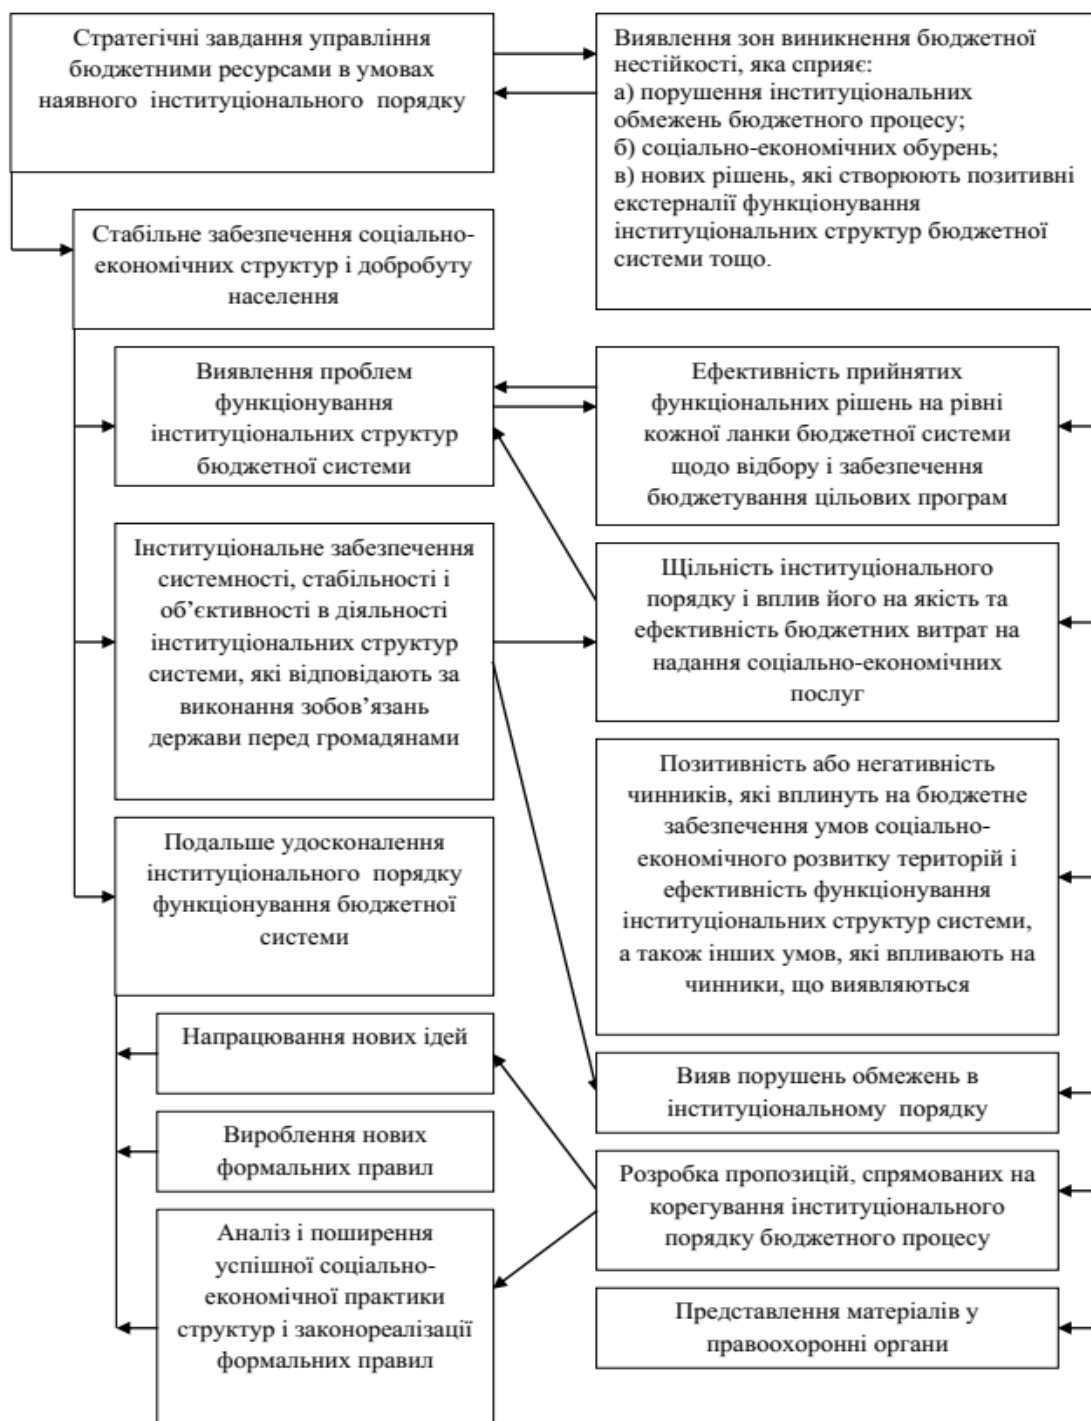 Стратегічні завдання управління
бюджетними ресурсами в умовах
наявного інституціонального порядку
Виявлення зон виникнення бюджетної
нестійкості, яка сприяє:
а) порушення інституціональних
обмежень бюджетного процесу;
б) соціально-економічних обурень;
в) нових рішень, які створюють позитивні
екстерналії функціонування
інституціональних структур бюджетної
системи тощо.
Стабільне забезпечення соціально-
економічних структур і добробуту
населення
Виявлення проблем
функціонування
інституціональних структур
бюджетної системи
Ефективність прийнятих
функціональних рішень на рівні
кожної ланки бюджетної системи
щодо відбору і забезпечення
бюджетування цільових програм
Інституціональне забезпечення
системності, стабільності і
об’єктивності в діяльності
інституціональних структур
системи, які відповідають за
виконання зобов’язань
держави перед громадянами
Щільність інституціонального
порядку і вплив його на якість та
ефективність бюджетних витрат на
надання соціально-економічних
послуг
Позитивність або негативність
чинників, які вплинуть на бюджетне
забезпечення умов соціально-
економічного розвитку територій і
ефективність функціонування
інституціональних структур системи,
а також інших умов, які впливають на
чинники, що виявляються
Подальше удосконалення
інституціонального порядку
функціонування бюджетної
системи
Напрацювання нових ідей
Вияв порушень обмежень в
інституціональному порядку
Вироблення нових
формальних правил
Розробка пропозицій, спрямованих на
корегування інституціонального
порядку бюджетного процесу
Аналіз і поширення
успішної соціально-
економічної практики
структур і законореалізації
формальних правил
Представлення матеріалів у
правоохоронні органи